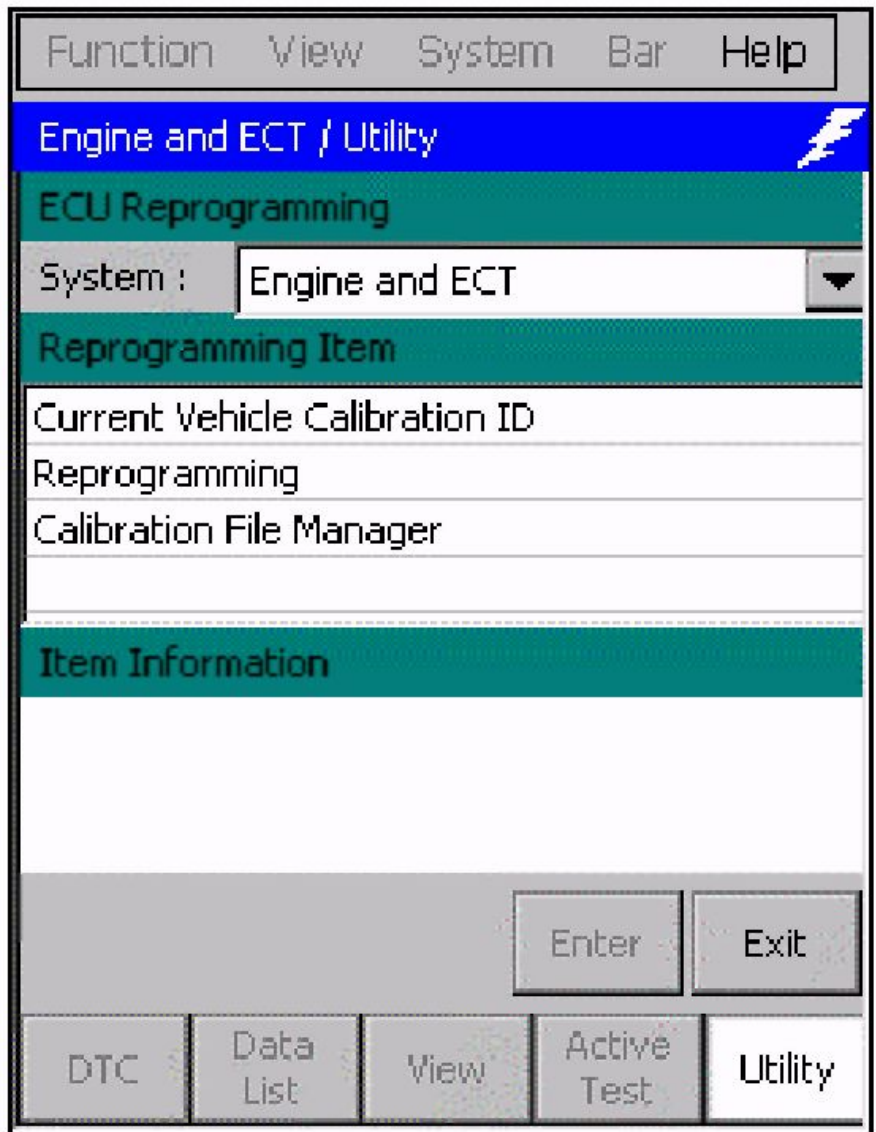 Function View System Bar Help
Engine and ECT / Utility
ECU Reprogramming
System : Engine and ECT
Reprogramming Item
Current Vehicle Calibration ID
Reprogramming
Calibration File Manager
Item Information
Enter Exit
DTC Data List View Active Test Utility